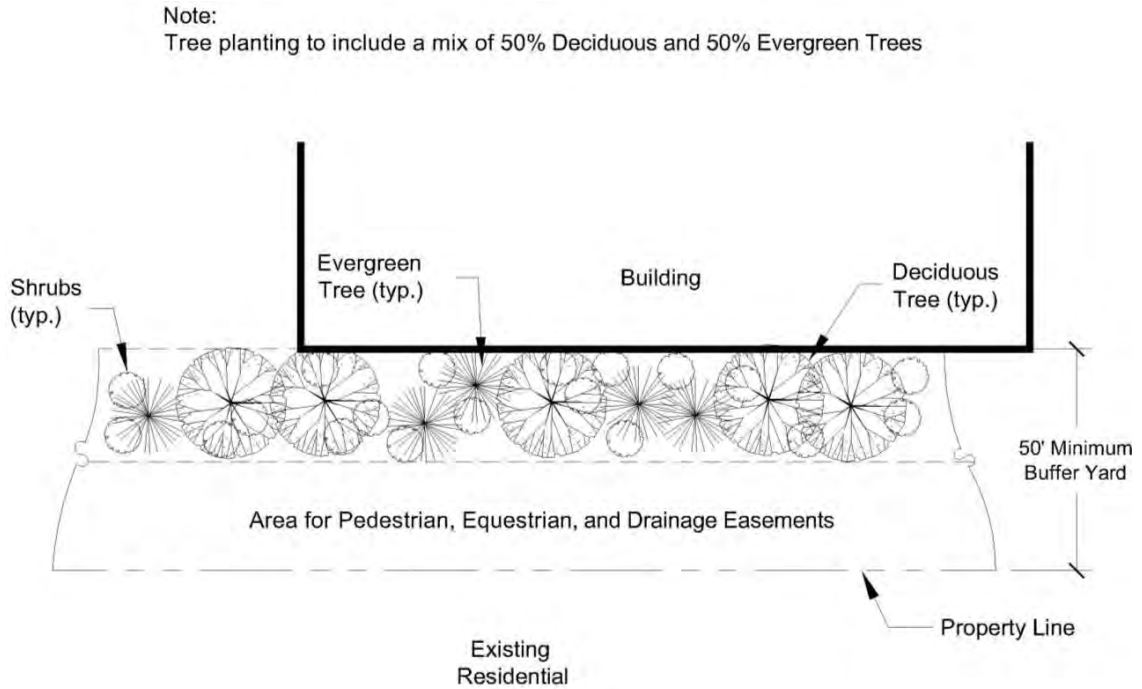 Note:
Tree planting to include a mix of 50% Deciduous and 50% Evergreen Trees
Evergreen
Tree (typ.)
Building
Deciduous
Tree (typ.)
Shrubs
(typ.)
50' Minimum
Buffer Yard
Area for Pedestrian, Equestrian, and Drainage Easements
Property Line
Existing
Residential